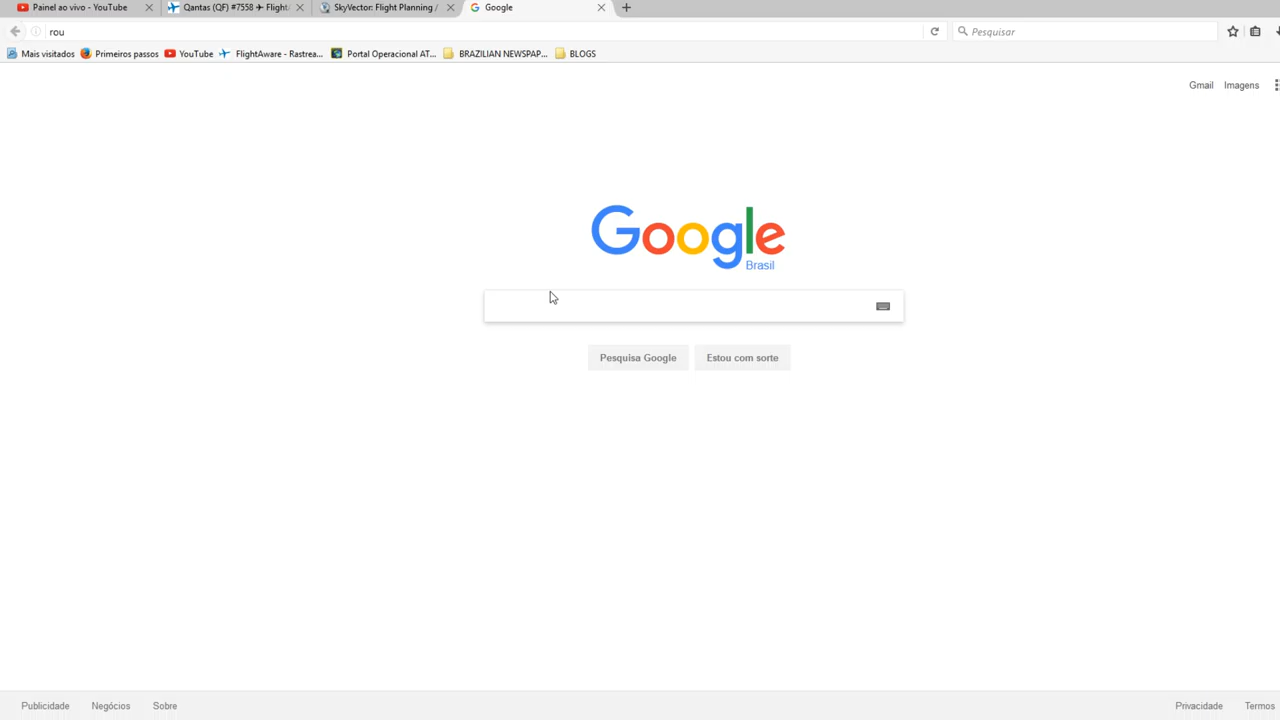 Painel ao vivo - YouTube
Qantas (QF) #7558 ✈ Flight
SkyVector: Flight Planning /
Google
rou
Pesquisar
Mais visitados
Primeiros passos
YouTube
FlightAware - Rastrea...
Portal Operacional AT...
BRAZILIAN NEWSPAP...
BLOGS
Gmail Imagens
Google
Brasil
Pesquisa Google
Estou com sorte
Publicidade Negócios Sobre
Privacidade Termos